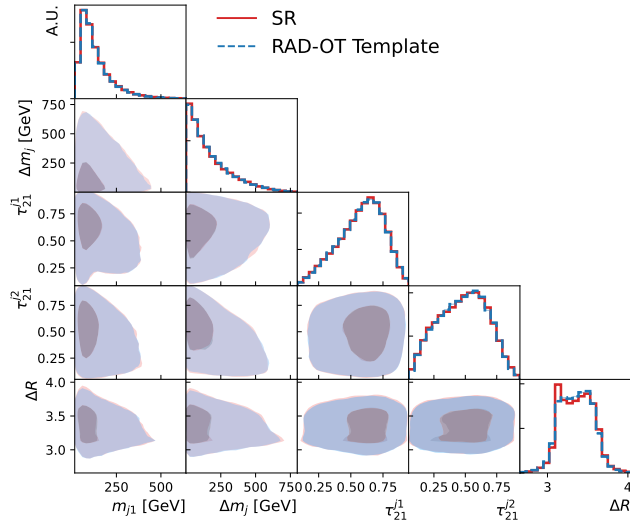 A.U.
SR
RAD-OT Template
Δm_j [GeV]
750
500
250
τ_21^j1
0.75
0.50
0.25
τ_21^j2
0.75
0.50
0.25
ΔR
4.0
3.5
3.0
250 500
250 500 750
0.25 0.50 0.75
0.25 0.50 0.75
3 4
m_j1 [GeV]
Δm_j [GeV]
τ_21^j1
τ_21^j2
ΔR